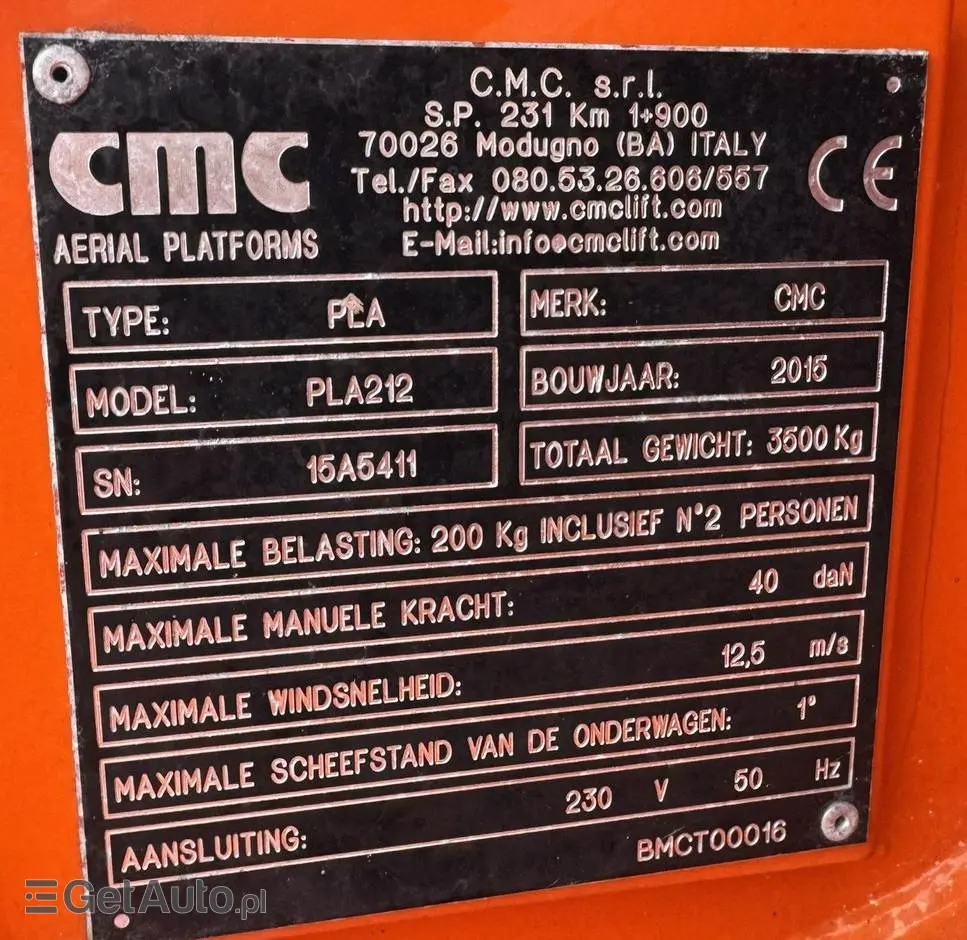 C.M.C. s.r.l.
S.P. 231 Km 1+900
70026 Modugno (BA) ITALY
Tel./Fax 080.53.26.606/557
http://www.cmclift.com
E-Mail:info@cmclift.com
CMC
AERIAL PLATFORMS
CE
TYPE: PLA
MERK: CMC
MODEL: PLA212
BOUWJAAR: 2015
SN: 15A5411
TOTAAL GEWICHT: 3500 Kg
MAXIMALE BELASTING: 200 Kg INCLUSIEF N°2 PERSONEN
MAXIMALE MANUELE KRACHT: 40 daN
MAXIMALE WINDSNELHEID: 12,5 m/s
MAXIMALE SCHEEFSTAND VAN DE ONDERWAGEN: 1°
AANSLUITING: 230 V 50 Hz
BMCT00016
GetAuto.pl